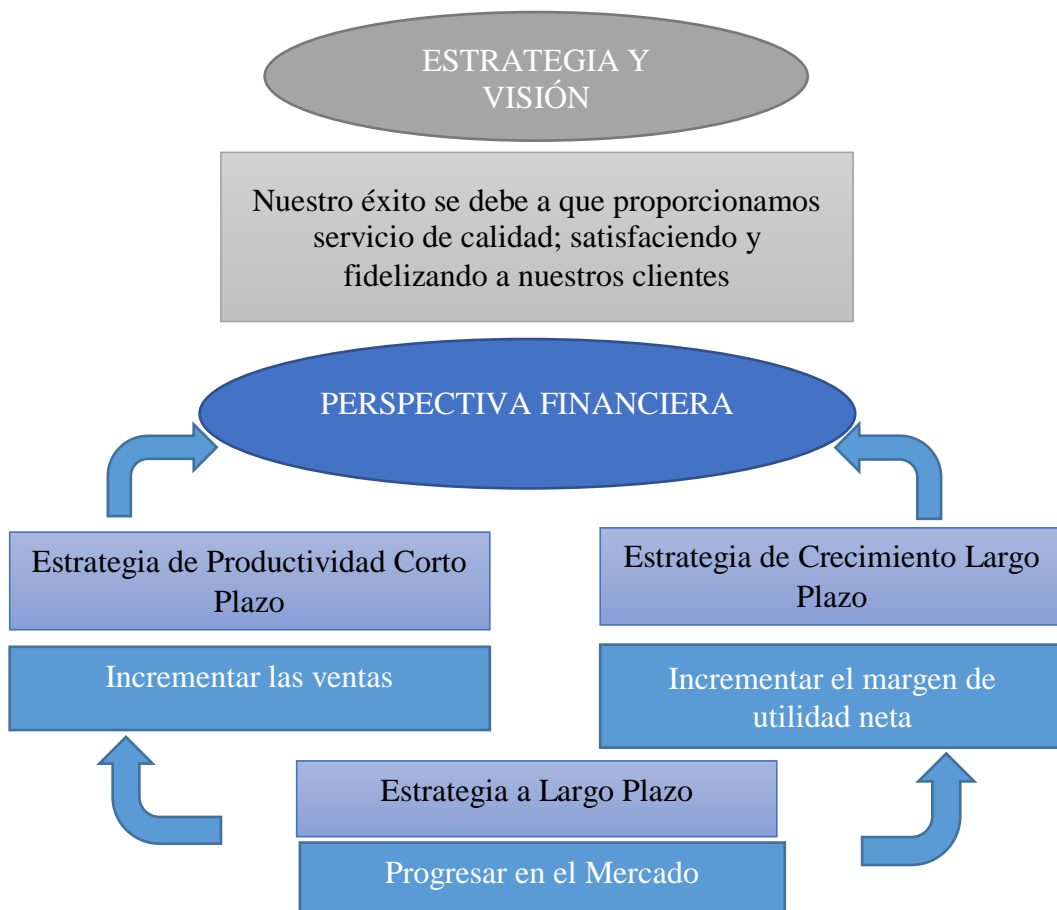 ESTRATEGIA Y
VISIÓN
Nuestro éxito se debe a que proporcionamos
servicio de calidad; satisfaciendo y
fidelizando a nuestros clientes
PERSPECTIVA FINANCIERA
Estrategia de Productividad Corto
Plazo
Incrementar las ventas
Estrategia de Crecimiento Largo
Plazo
Incrementar el margen de
utilidad neta
Estrategia a Largo Plazo
Progresar en el Mercado